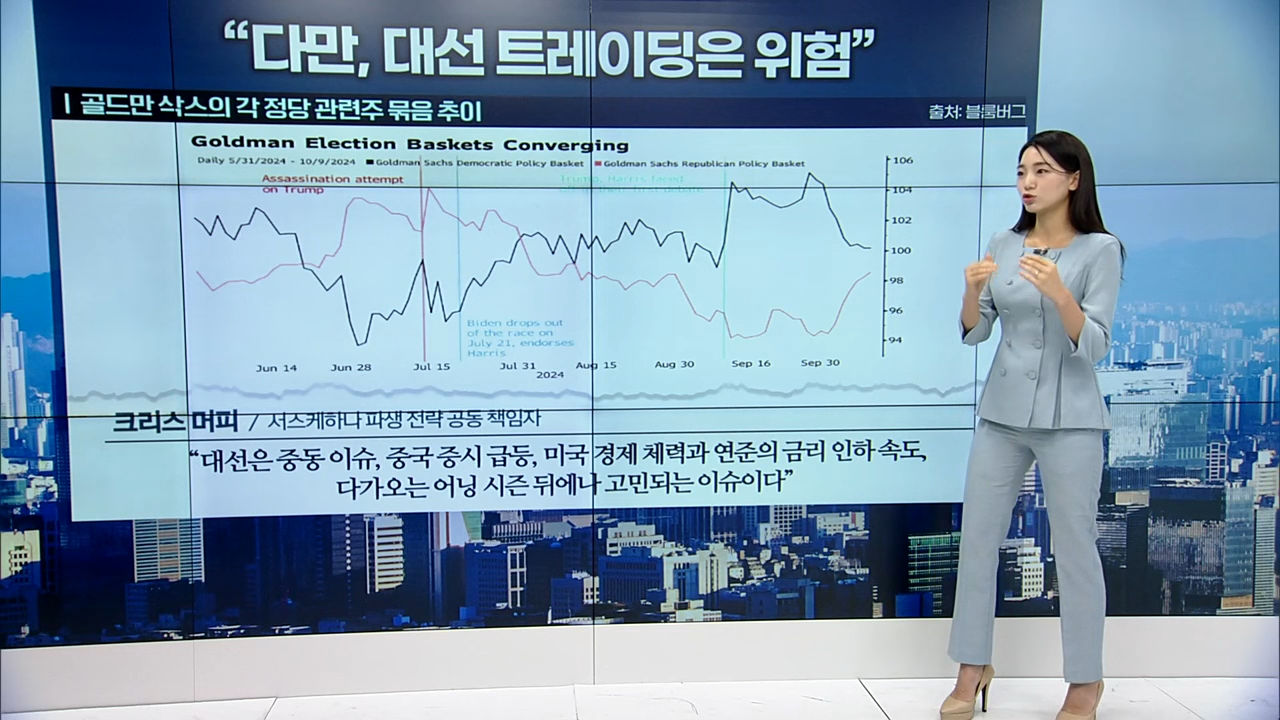 “다만, 대선 트레이딩은 위험”
| 골드만 삭스의 각 정당 관련주 묶음 추이
출처: 블룸버그
Goldman Election Baskets Converging
Daily 5/31/2024 - 10/9/2024 Goldman Sachs Democratic Policy Basket Goldman Sachs Republican Policy Basket
Assassination attempt
on Trump
Trump, Harris faced
debate
106
104
102
100
98
96
94
Biden drops out
of the race on
July 21, endorses
Harris
Jun 14 Jun 28 Jul 15 Jul 31 Aug 15 Aug 30 Sep 16 Sep 30
2024
크리스 머피 / 서스케하나 파생 전략 공동 책임자
“대선은 중동 이슈, 중국 증시 급등, 미국 경제 체력과 연준의 금리 인하 속도,
다가오는 어닝 시즌 뒤에나 고민되는 이슈이다”